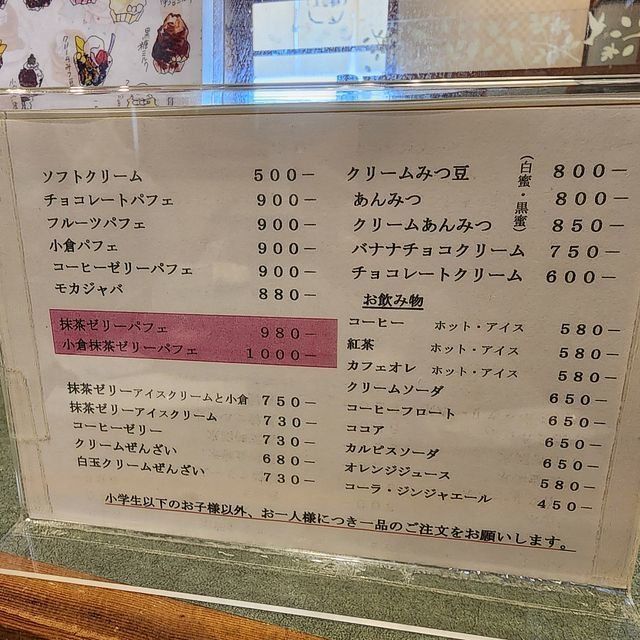 ソフトクリーム 500−
チョコレートパフェ 900−
フルーツパフェ 900−
小倉パフェ 900−
コーヒーゼリーパフェ 900−
モカジャバ 880−
抹茶ゼリーパフェ 980−
小倉抹茶ゼリーパフェ 1000−
抹茶ゼリーアイスクリームと小倉 750−
抹茶ゼリーアイスクリーム 730−
コーヒーゼリー 730−
クリームぜんざい 680−
白玉クリームぜんざい 730−
クリームみつ豆 800−
あんみつ 800−
クリームあんみつ 850−
(白蜜・黒蜜)
バナナチョコクリーム 750−
チョコレートクリーム 600−
お飲み物
コーヒー ホット・アイス 580−
紅茶 ホット・アイス 580−
カフェオレ ホット・アイス 580−
クリームソーダ 650−
コーヒーフロート 650−
ココア 650−
カルピスソーダ 650−
オレンジジュース 580−
コーラ・ジンジャエール 450−
小学生以下のお子様以外、お一人様につき一品のご注文をお願いします。